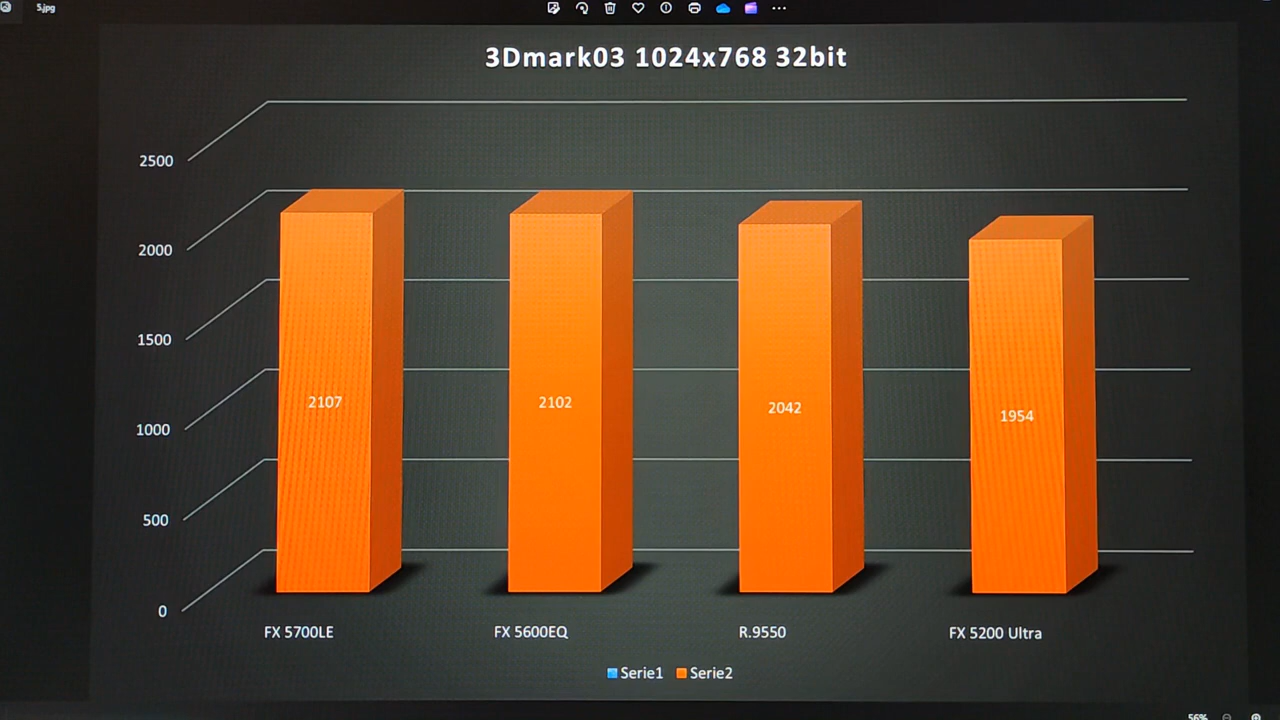 5.jpg
3Dmark03 1024x768 32bit
2500
2000
1500
1000
500
0
2107
2102
2042
1954
FX 5700LE
FX 5600EQ
R.9550
FX 5200 Ultra
Serie1
Serie2
56%